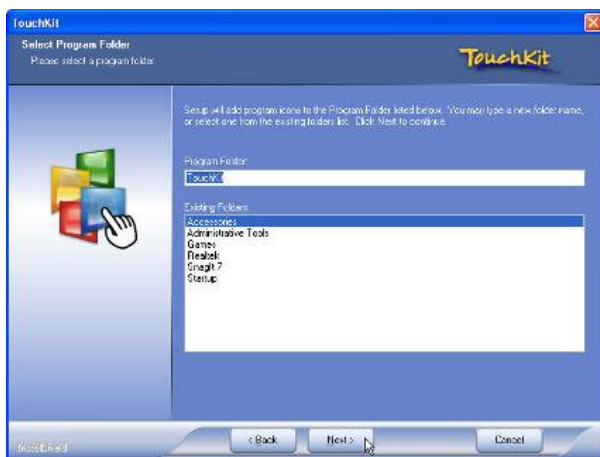 TouchKit
Select Program Folder
Please select a program folder.
TouchKit
Setup will add program icons to the Program Folder listed below. You may type a new folder name,
or select one from the existing folders list. Click Next to continue.
Program Folder:
TouchKit
Existing Folders:
Accessories
Administrative Tools
Games
Realtek
SnagIt 7
Startup
InstallShield
< Back
Next >
Cancel